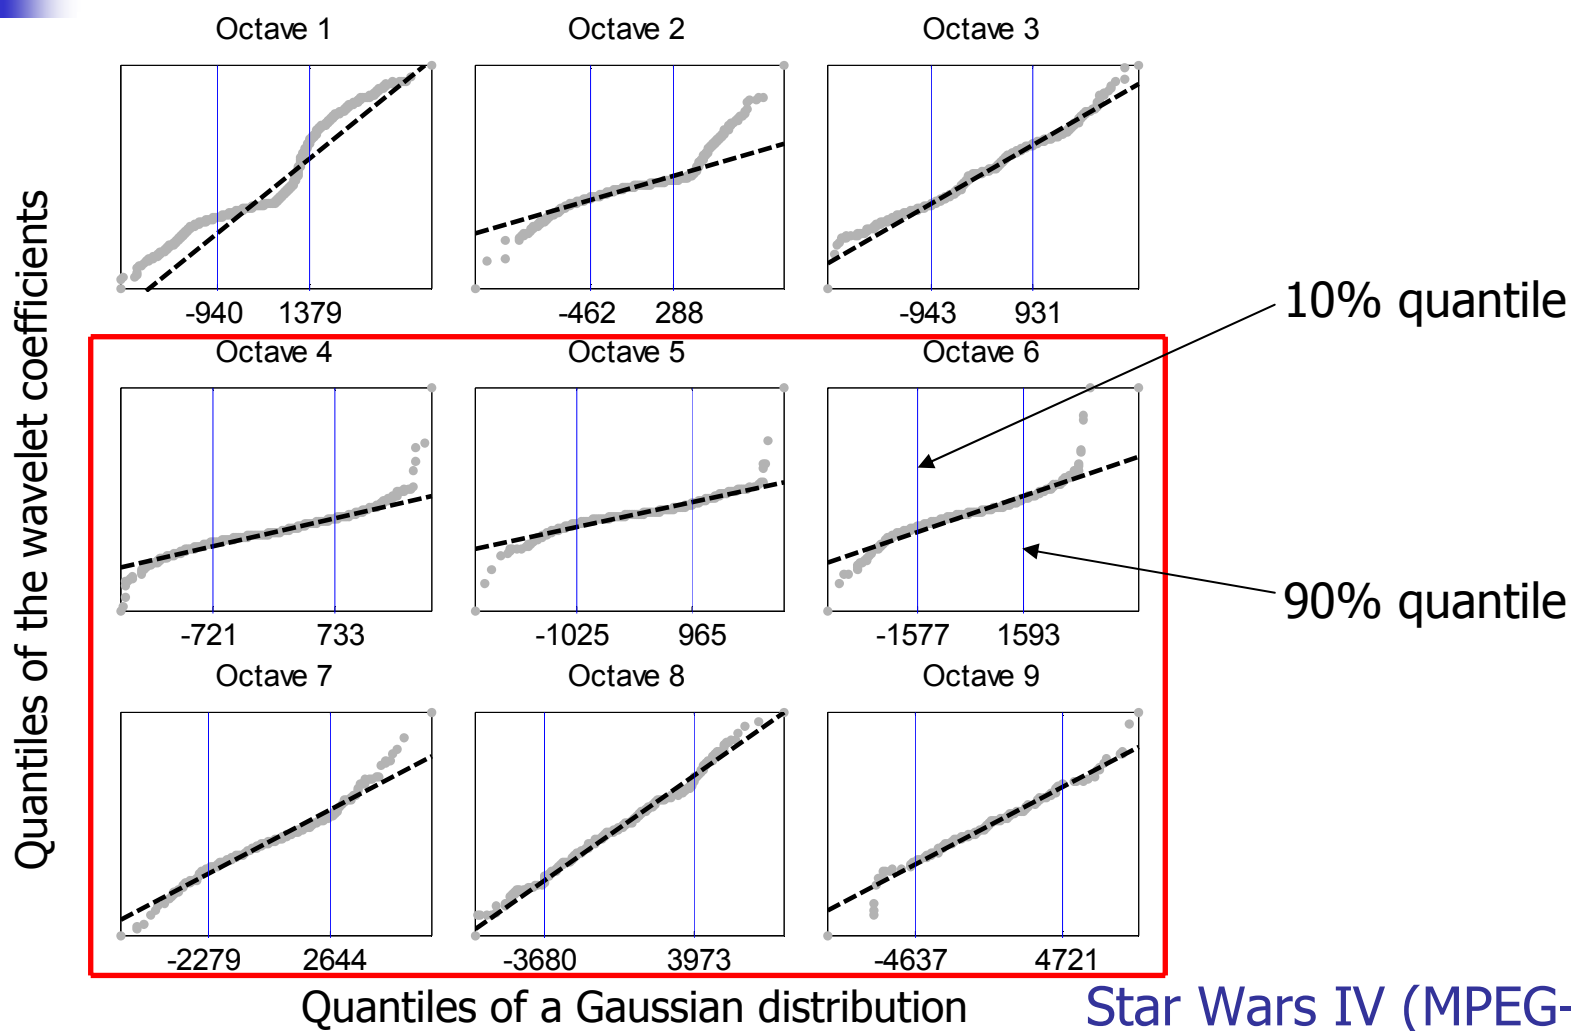 Octave 1 Octave 2 Octave 3
-940 1379 -462 288 -943 931
10% quantile
Octave 4 Octave 5 Octave 6
Quantiles of the wavelet coefficients
90% quantile
-721 733 -1025 965 -1577 1593
Octave 7 Octave 8 Octave 9
-2279 2644 -3680 3973 -4637 4721
Quantiles of a Gaussian distribution
Star Wars IV (MPEG-